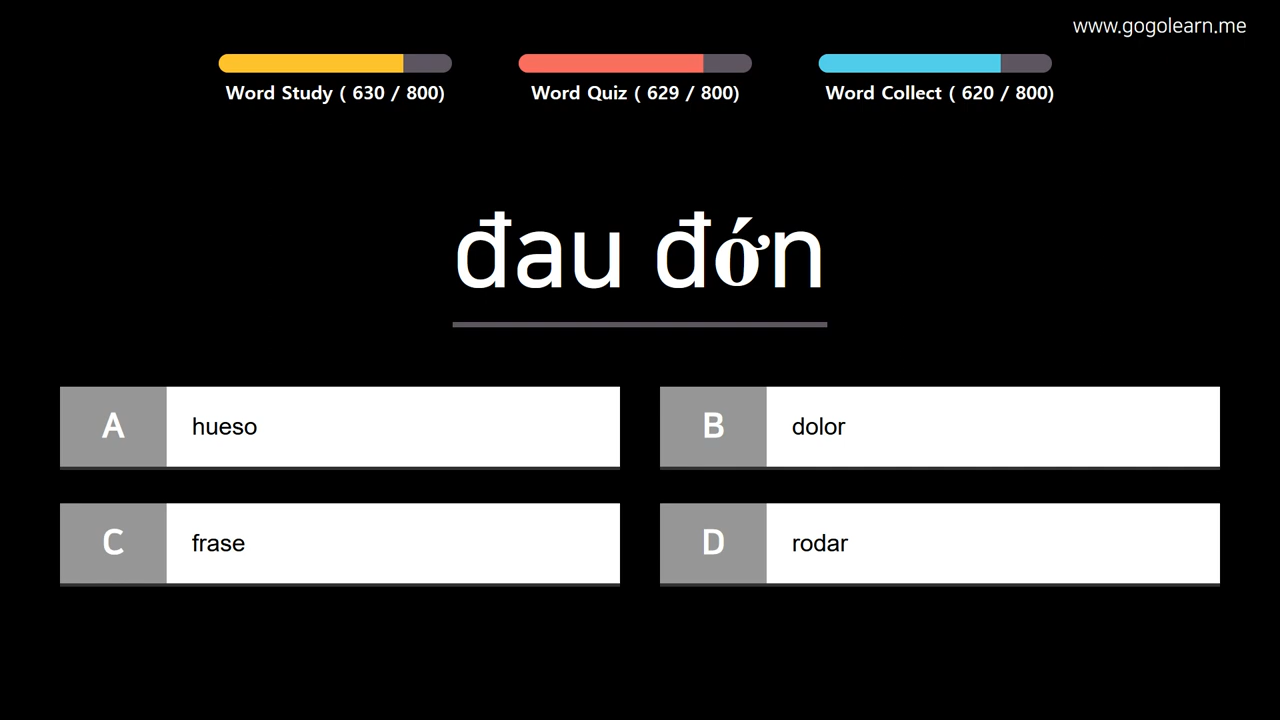 www.gogolearn.me
Word Study ( 630 / 800)
Word Quiz ( 629 / 800)
Word Collect ( 620 / 800)
đau đớn
A
hueso
B
dolor
C
frase
D
rodar